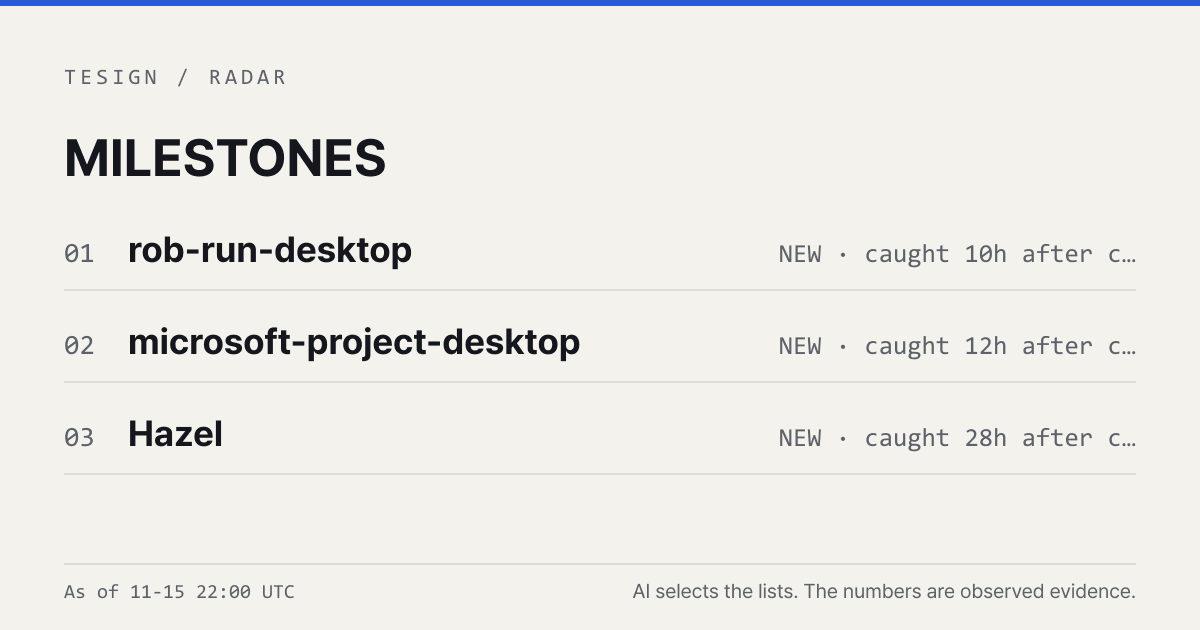 TESIGN / RADAR
MILESTONES
01 rob-run-desktop NEW · caught 10h after c…
02 microsoft-project-desktop NEW · caught 12h after c…
03 Hazel NEW · caught 28h after c…
As of 11-15 22:00 UTC AI selects the lists. The numbers are observed evidence.